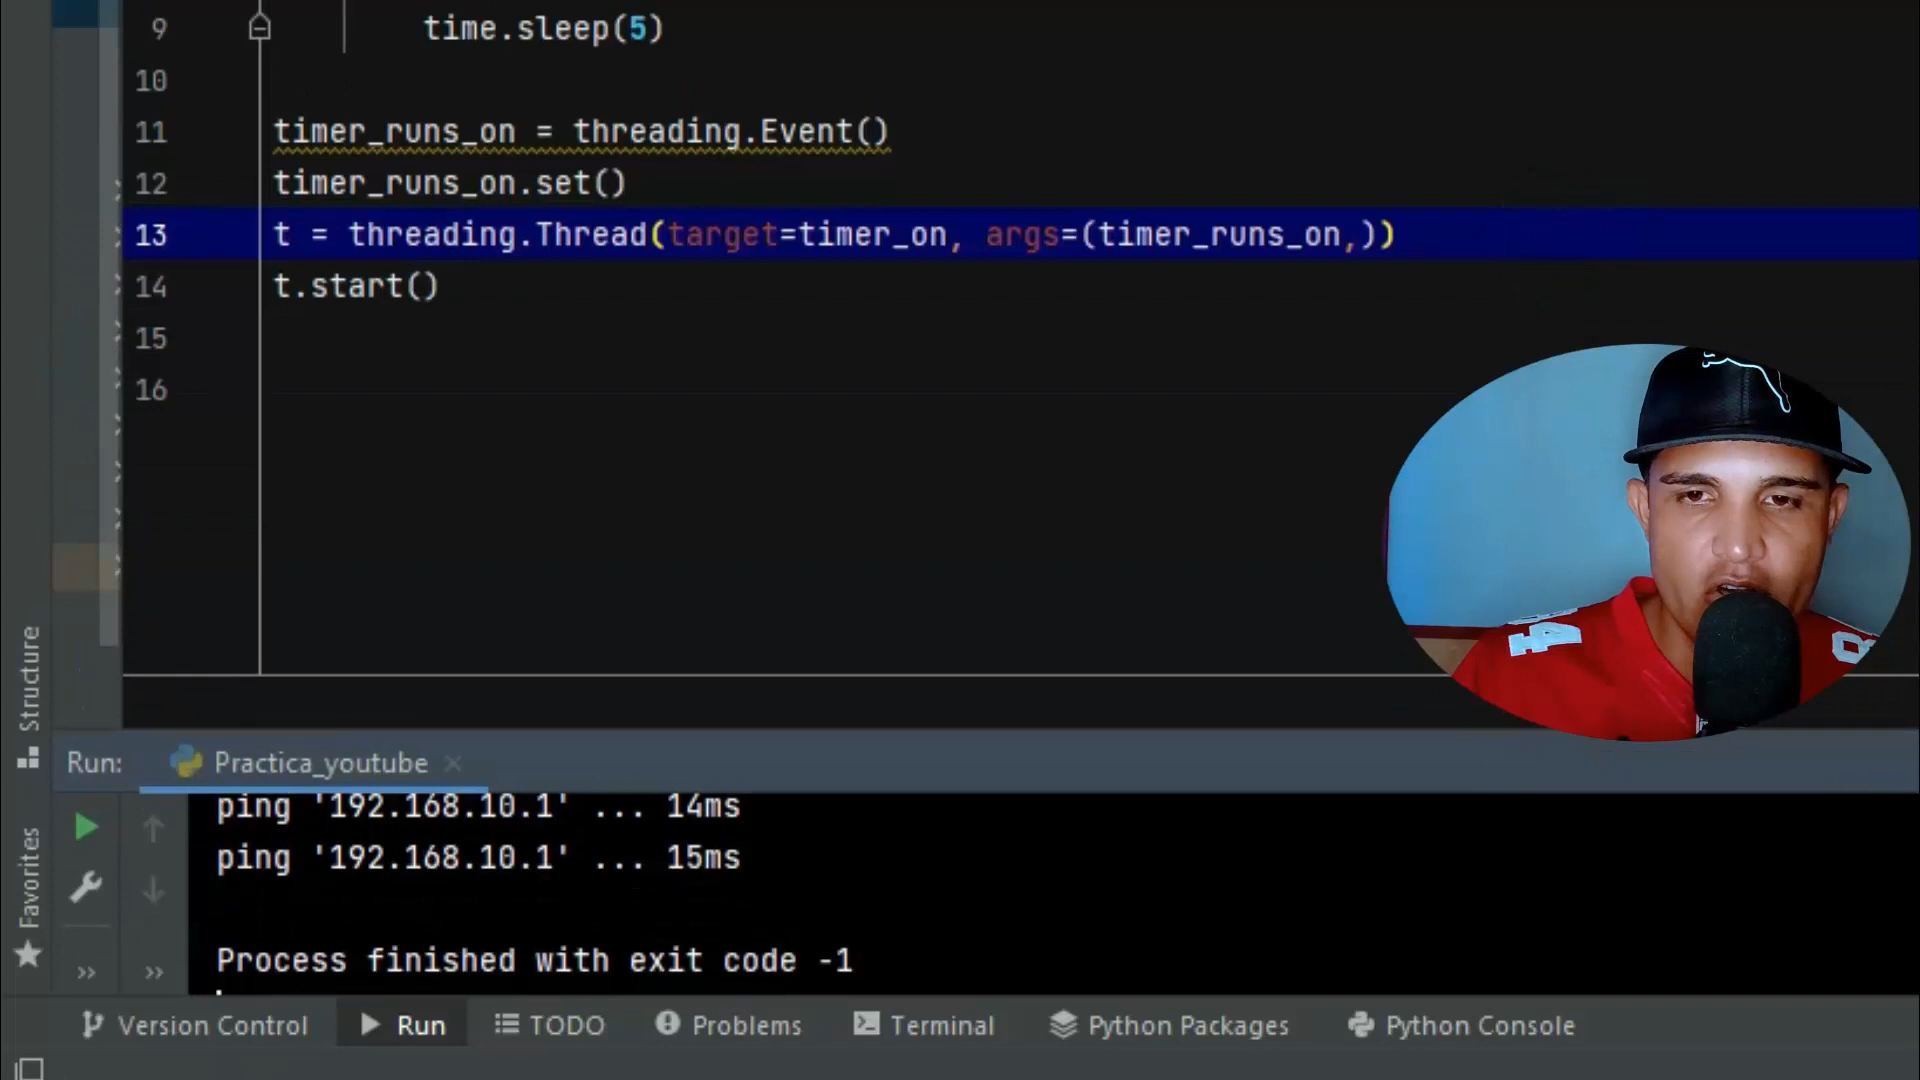 9 time.sleep(5)
10
11 timer_runs_on = threading.Event()
12 timer_runs_on.set()
13 t = threading.Thread(target=timer_on, args=(timer_runs_on,))
14 t.start()
15
16
Structure
Favorites
Run: Practica_youtube
ping '192.168.10.1' ... 14ms
ping '192.168.10.1' ... 15ms
Process finished with exit code -1
Version Control Run TODO Problems Terminal Python Packages Python Console